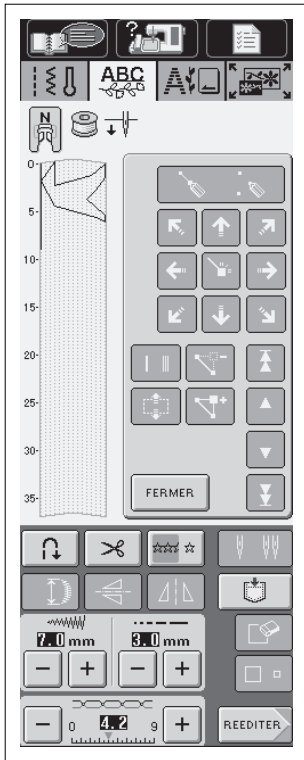 ?
ABC
A
N
0-
5-
10-
15-
20-
25-
30-
35-
FERMER
7.0 mm
3.0 mm
- +
- +
- 0 4.2 9 +
REEDITER